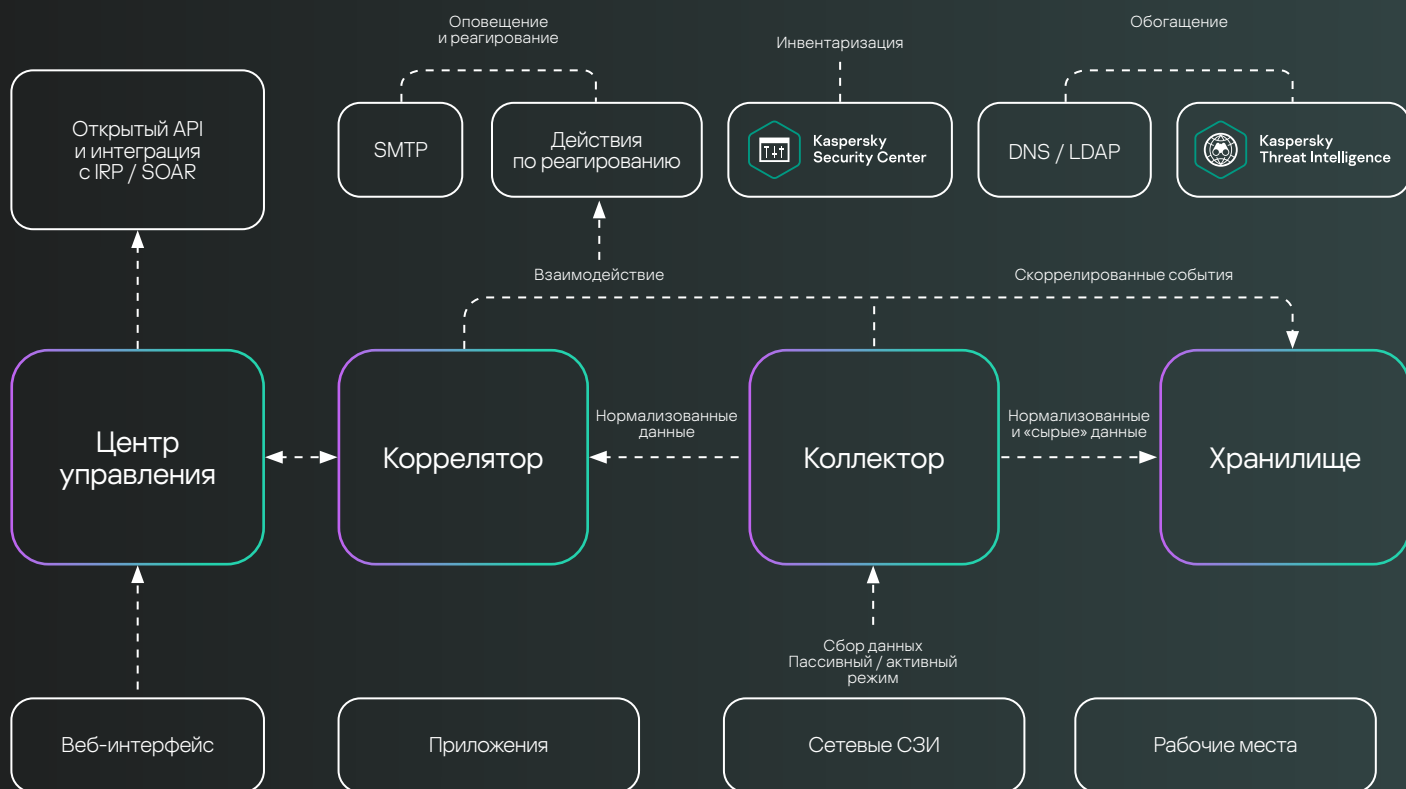 Оповещение
и реагирование
Инвентаризация
Обогащение
Открытый API
и интеграция
с IRP / SOAR
SMTP
Действия
по реагированию
Kaspersky
Security Center
DNS / LDAP
Kaspersky
Threat Intelligence
Взаимодействие
Скоррелированные события
Центр
управления
Коррелятор
Нормализованные
данные
Коллектор
Нормализованные
и «сырые» данные
Хранилище
Сбор данных
Пассивный / активный
режим
Веб-интерфейс
Приложения
Сетевые СЗИ
Рабочие места